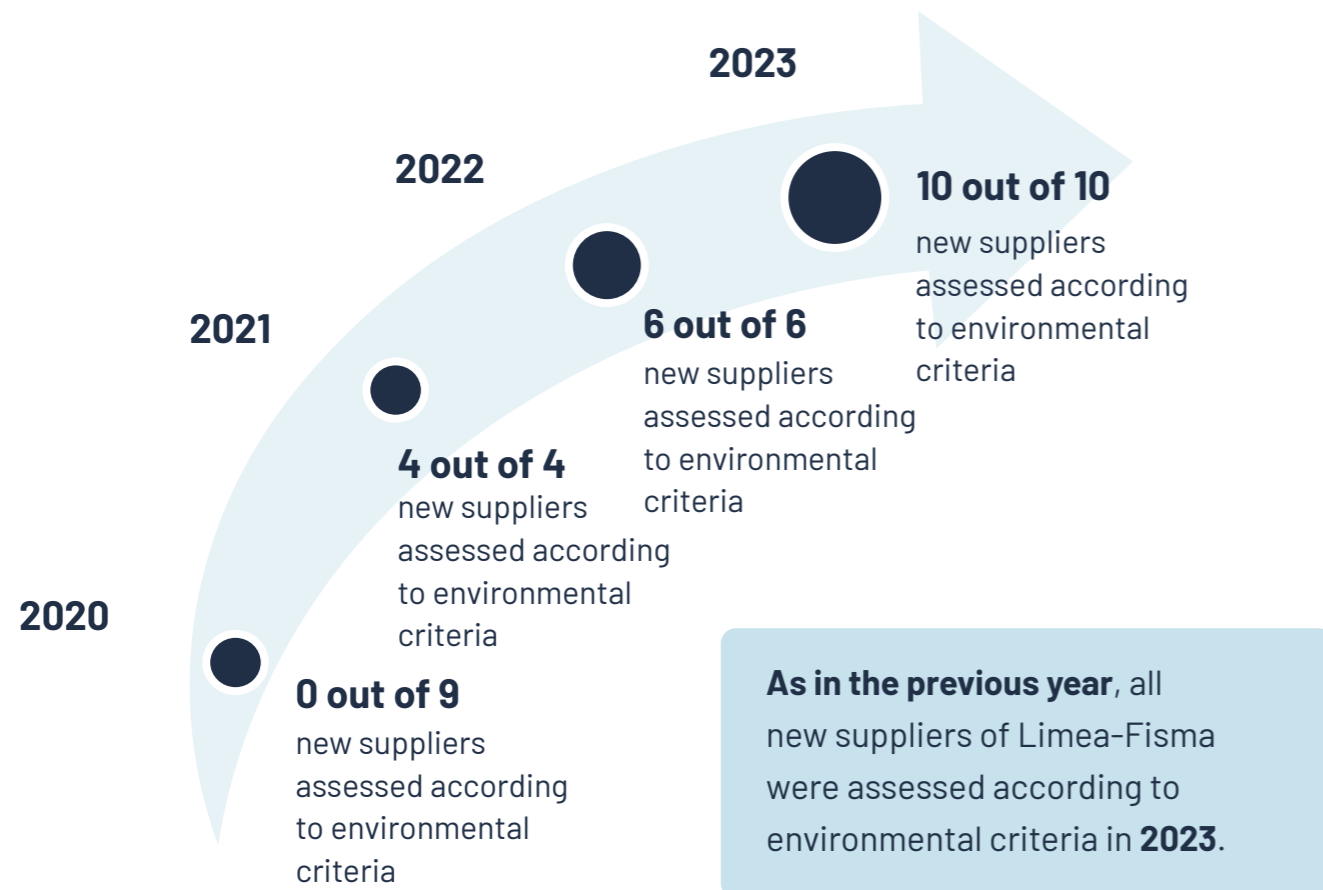 2020
0 out of 9
new suppliers
assessed according
to environmental
criteria
2021
4 out of 4
new suppliers
assessed according
to environmental
criteria
2022
6 out of 6
new suppliers
assessed according
to environmental
criteria
2023
10 out of 10
new suppliers
assessed according
to environmental
criteria
As in the previous year, all
new suppliers of Limea-Fisma
were assessed according to
environmental criteria in 2023.